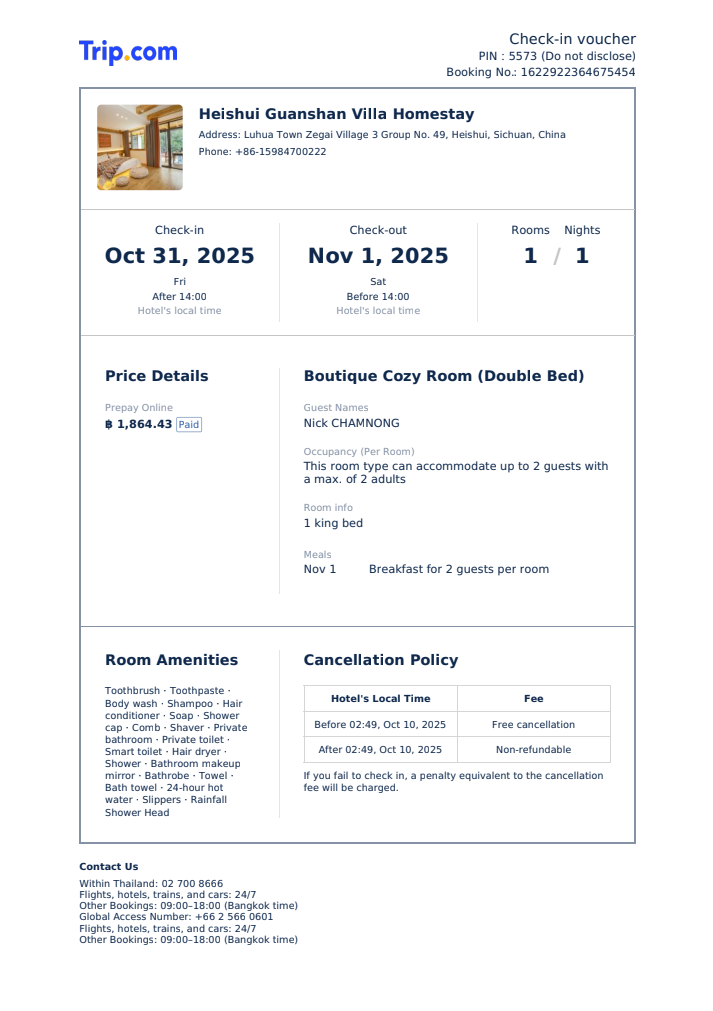 Trip.com
Check-in voucher
PIN : 5573 (Do not disclose)
Booking No.: 1622922364675454
Heishui Guanshan Villa Homestay
Address: Luhua Town Zegai Village 3 Group No. 49, Heishui, Sichuan, China
Phone: +86-15984700222
Check-in
Oct 31, 2025
Fri
After 14:00
Hotel's local time
Check-out
Nov 1, 2025
Sat
Before 14:00
Hotel's local time
Rooms Nights
1 / 1
Price Details
Prepay Online
฿ 1,864.43 Paid
Boutique Cozy Room (Double Bed)
Guest Names
Nick CHAMNONG
Occupancy (Per Room)
This room type can accommodate up to 2 guests with
a max. of 2 adults
Room info
1 king bed
Meals
Nov 1 Breakfast for 2 guests per room
Room Amenities
Toothbrush · Toothpaste ·
Body wash · Shampoo · Hair
conditioner · Soap · Shower
cap · Comb · Shaver · Private
bathroom · Private toilet ·
Smart toilet · Hair dryer ·
Shower · Bathroom makeup
mirror · Bathrobe · Towel ·
Bath towel · 24-hour hot
water · Slippers · Rainfall
Shower Head
Cancellation Policy
Hotel's Local Time Fee
Before 02:49, Oct 10, 2025 Free cancellation
After 02:49, Oct 10, 2025 Non-refundable
If you fail to check in, a penalty equivalent to the cancellation
fee will be charged.
Contact Us
Within Thailand: 02 700 8666
Flights, hotels, trains, and cars: 24/7
Other Bookings: 09:00–18:00 (Bangkok time)
Global Access Number: +66 2 566 0601
Flights, hotels, trains, and cars: 24/7
Other Bookings: 09:00–18:00 (Bangkok time)